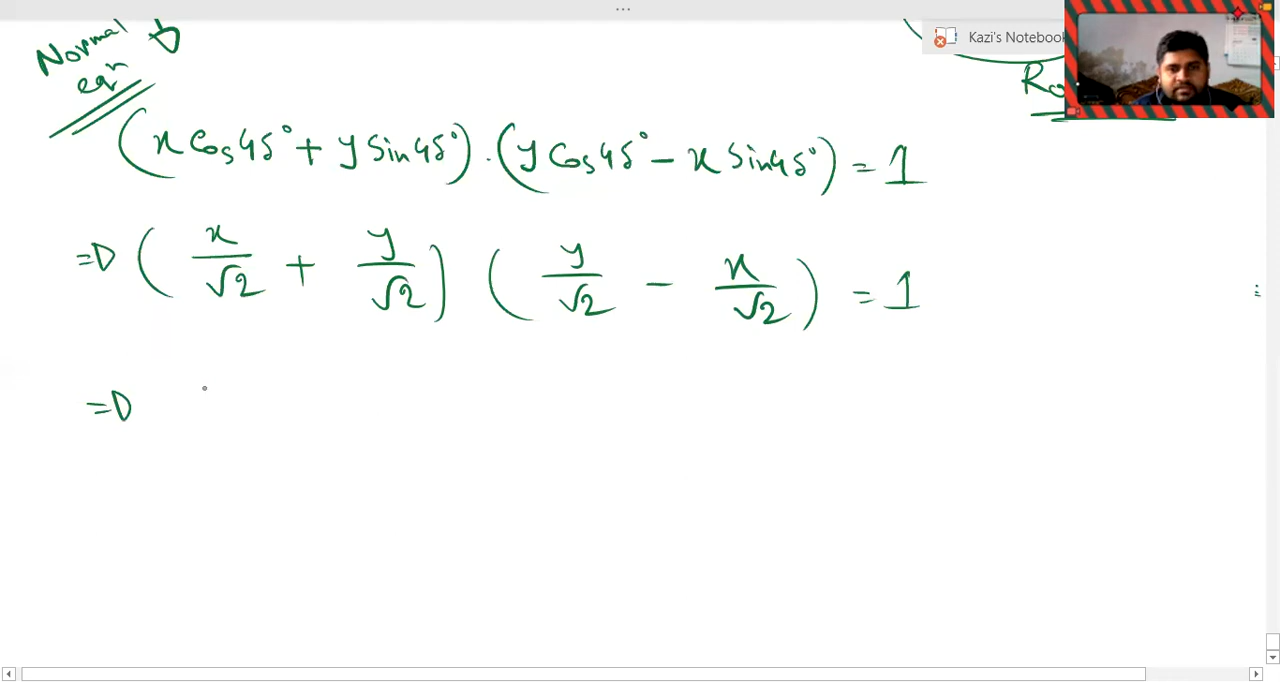 Normal
eqn
Kazi's Notebook
(x Cos45° + y Sin45°) . (y Cos45° − x Sin45°) = 1
=> ( x/√2 + y/√2 ) ( y/√2 − x/√2 ) = 1
=>